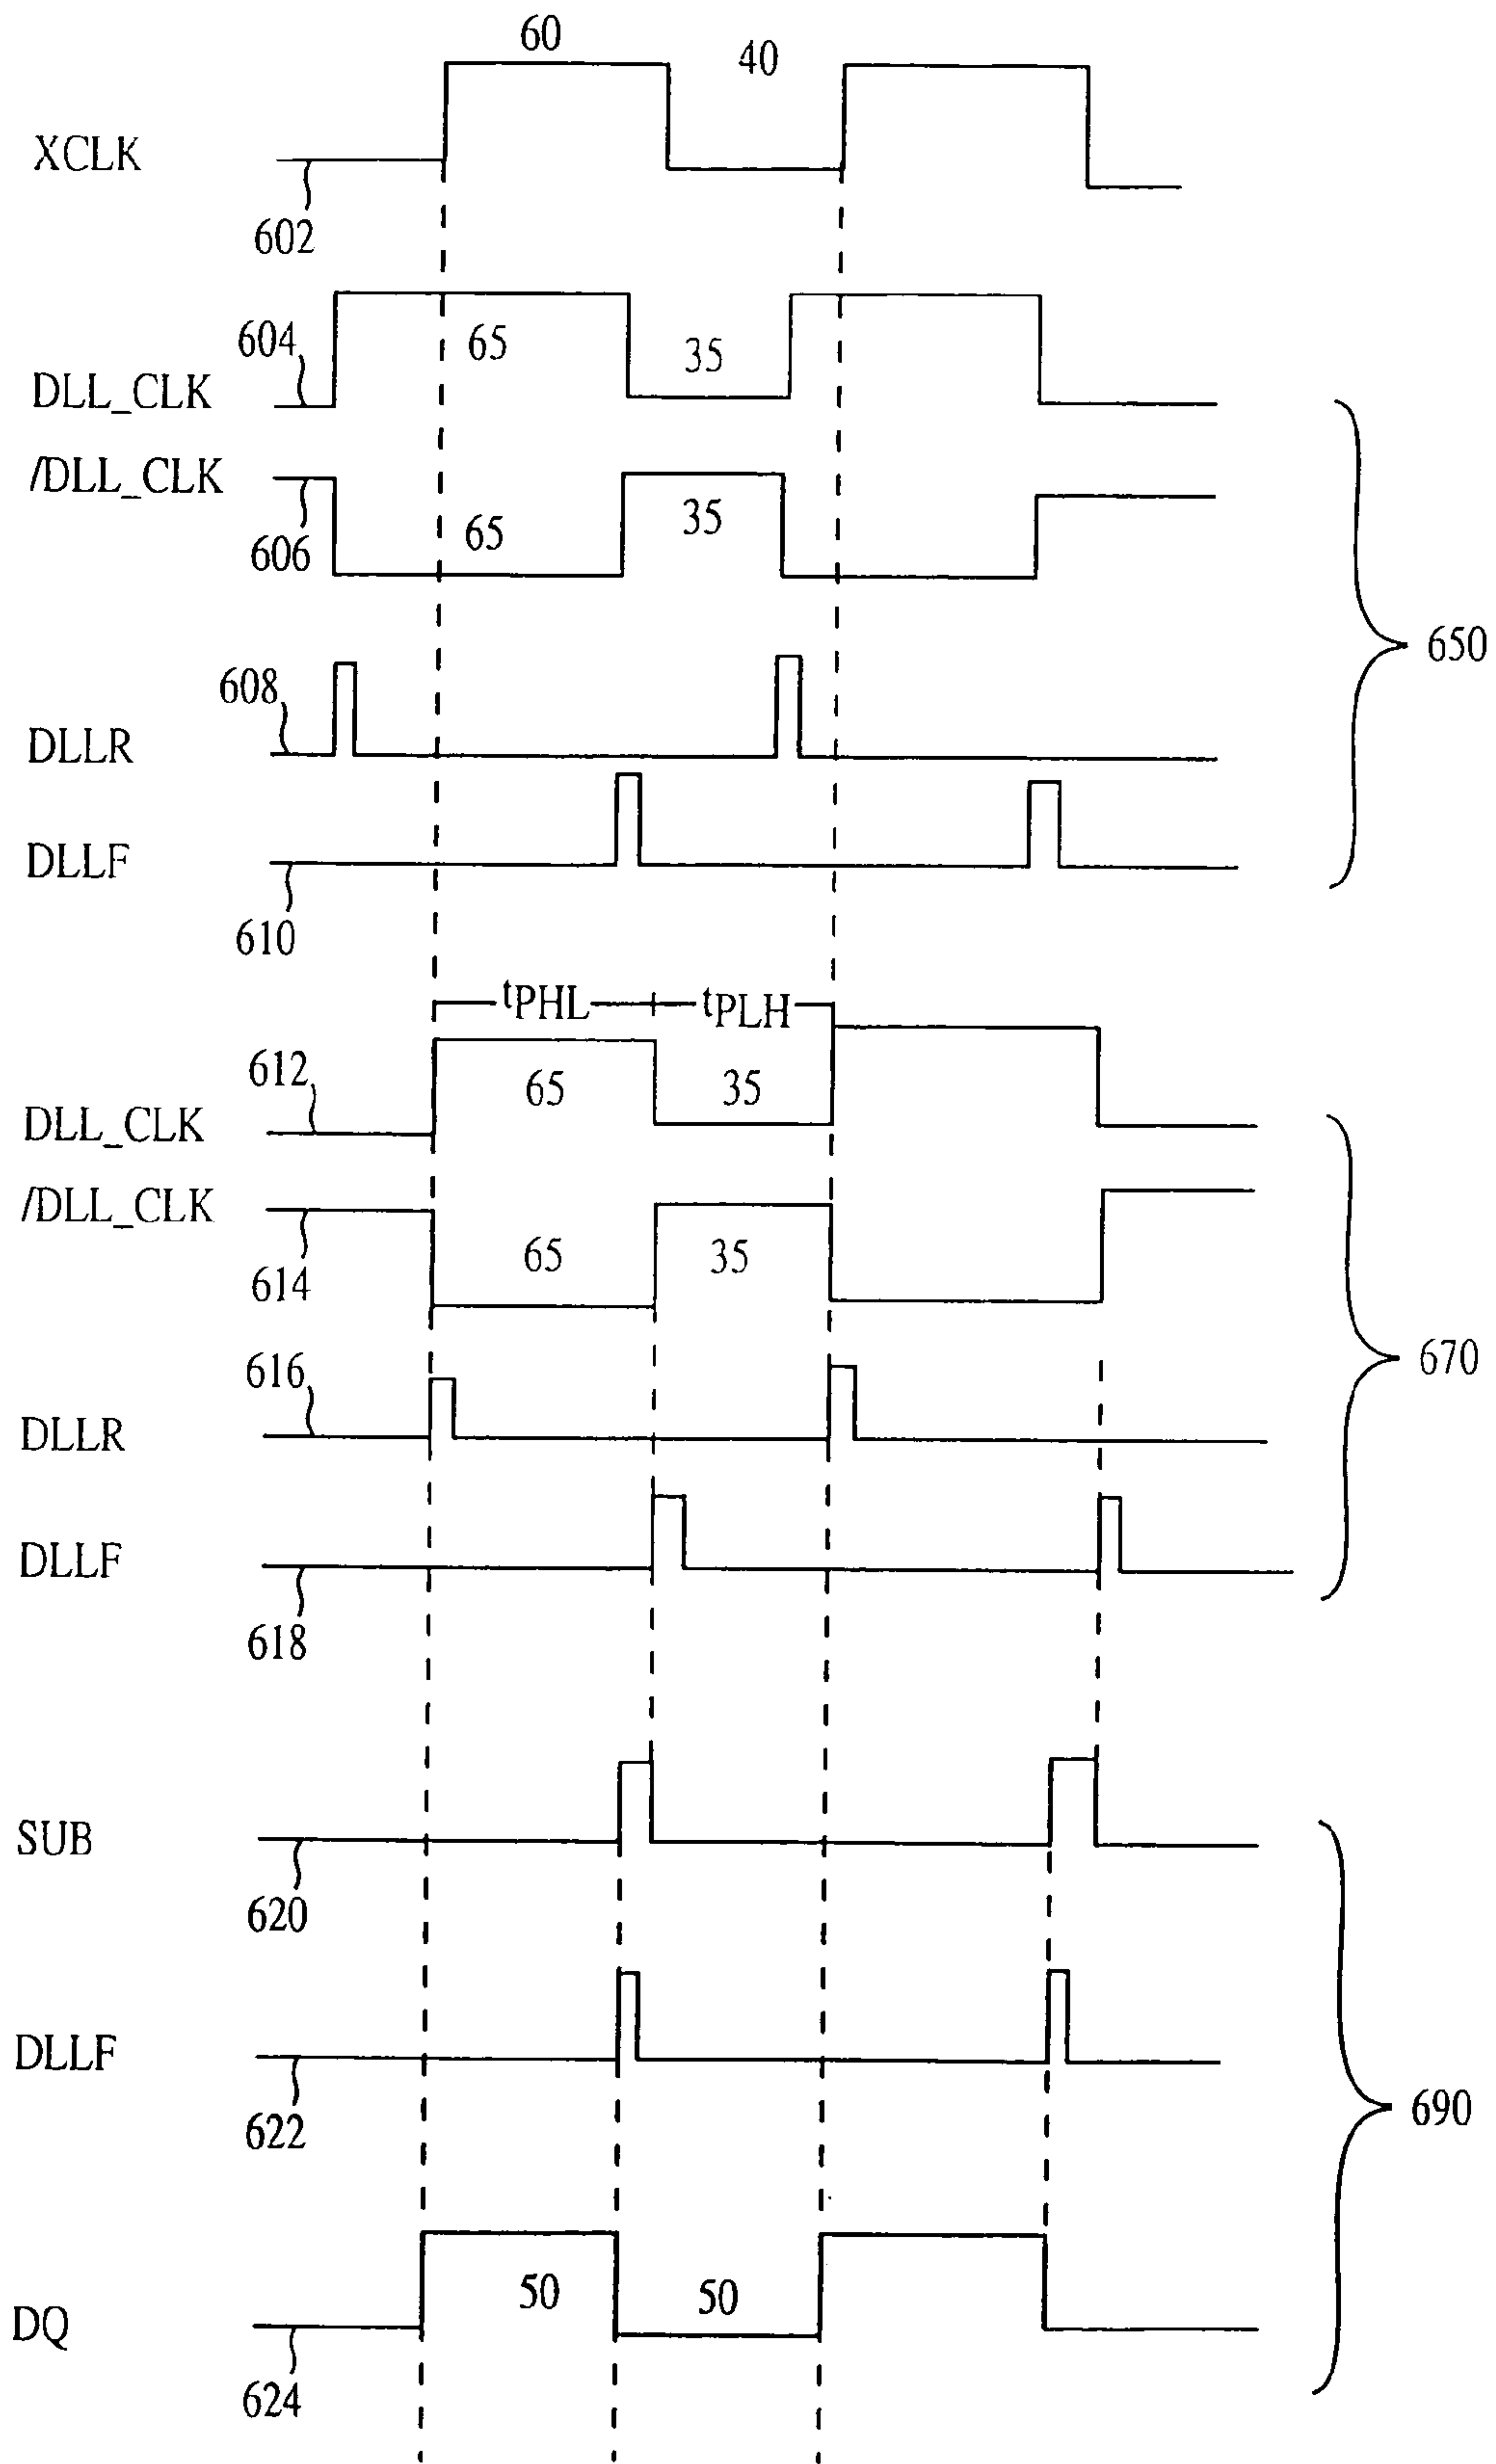 60
40
XCLK
602
604
65
35
DLL_CLK
/DLL_CLK
606
65
35
650
608
DLLR
DLLF
610
tPHL
tPLH
612
65
35
DLL_CLK
/DLL_CLK
614
65
35
670
616
DLLR
DLLF
618
SUB
620
DLLF
622
690
50
50
DQ
624